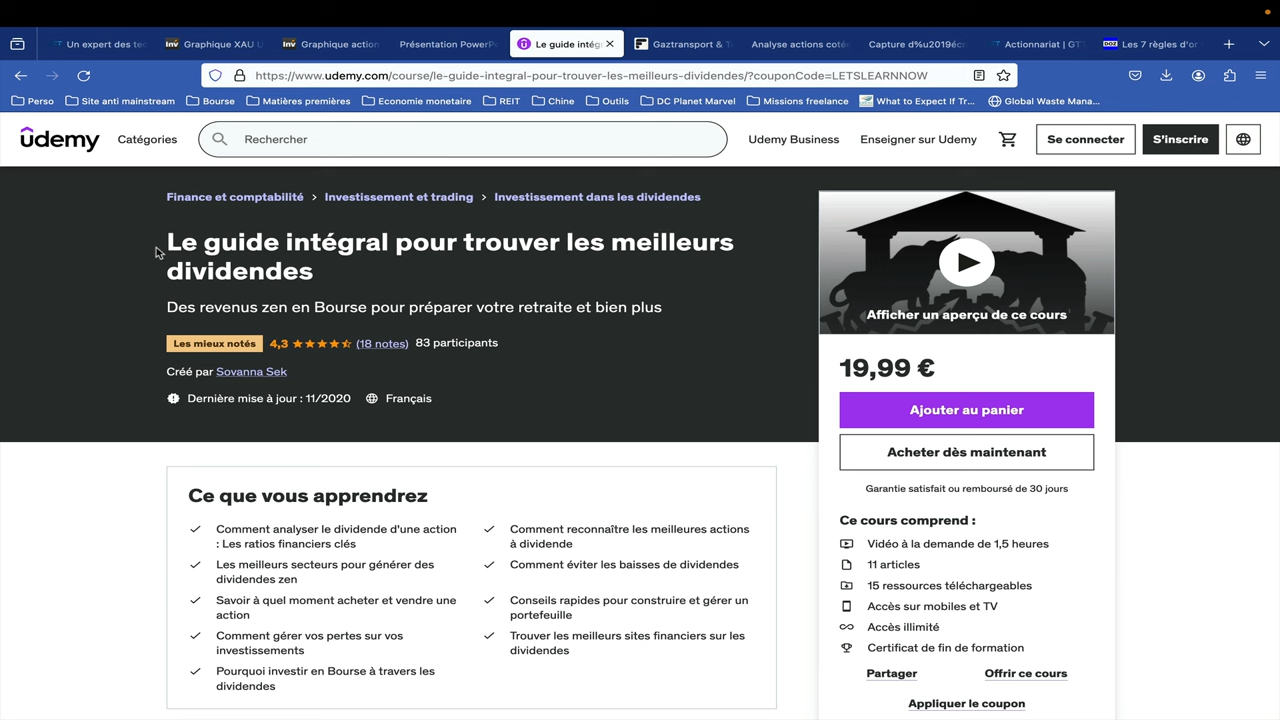 Un expert des tec
Graphique XAU U
Graphique action
Présentation PowerP
Le guide intégr
Gaztransport & T
Analyse actions coté
Capture d%u2019écr
Actionnariat | GTT
Les 7 règles d'or
https://www.udemy.com/course/le-guide-integral-pour-trouver-les-meilleurs-dividendes/?couponCode=LETSLEARNNOW
Perso
Site anti mainstream
Bourse
Matières premières
Economie monetaire
REIT
Chine
Outils
DC Planet Marvel
Missions freelance
What to Expect If Tr...
Global Waste Mana...
ûdemy
Catégories
Rechercher
Udemy Business
Enseigner sur Udemy
Se connecter
S'inscrire
Finance et comptabilité > Investissement et trading > Investissement dans les dividendes
Le guide intégral pour trouver les meilleurs
dividendes
Des revenus zen en Bourse pour préparer votre retraite et bien plus
Les mieux notés 4,3 (18 notes) 83 participants
Créé par Sovanna Sek
Dernière mise à jour : 11/2020 Français
Afficher un aperçu de ce cours
19,99 €
Ajouter au panier
Acheter dès maintenant
Garantie satisfait ou remboursé de 30 jours
Ce cours comprend :
Vidéo à la demande de 1,5 heures
11 articles
15 ressources téléchargeables
Accès sur mobiles et TV
Accès illimité
Certificat de fin de formation
Partager
Offrir ce cours
Appliquer le coupon
Ce que vous apprendrez
Comment analyser le dividende d'une action
: Les ratios financiers clés
Comment reconnaître les meilleures actions
à dividende
Les meilleurs secteurs pour générer des
dividendes zen
Comment éviter les baisses de dividendes
Savoir à quel moment acheter et vendre une
action
Conseils rapides pour construire et gérer un
portefeuille
Comment gérer vos pertes sur vos
investissements
Trouver les meilleurs sites financiers sur les
dividendes
Pourquoi investir en Bourse à travers les
dividendes